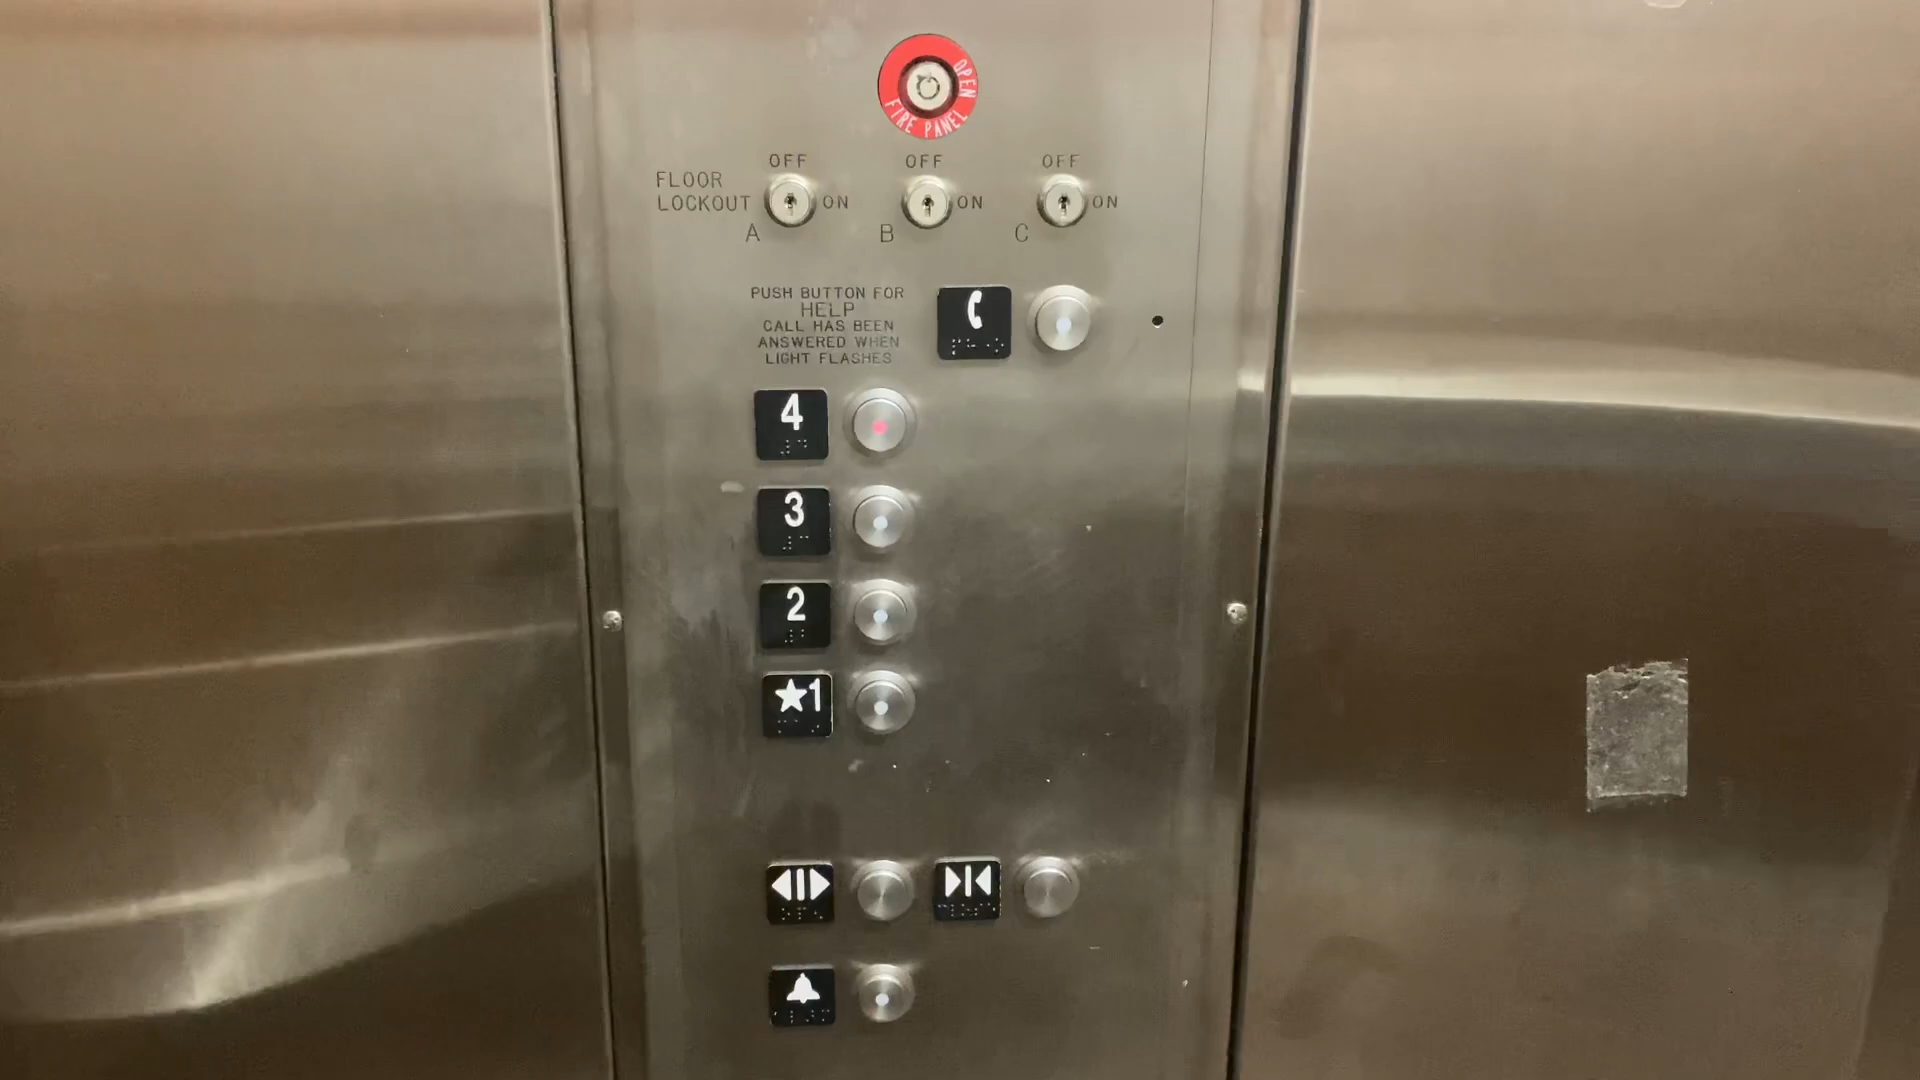 OPEN
FIRE PANEL
OFF OFF OFF
FLOOR
LOCKOUT ON ON ON
A B C
PUSH BUTTON FOR
HELP
CALL HAS BEEN
ANSWERED WHEN
LIGHT FLASHES
4
3
2
★1